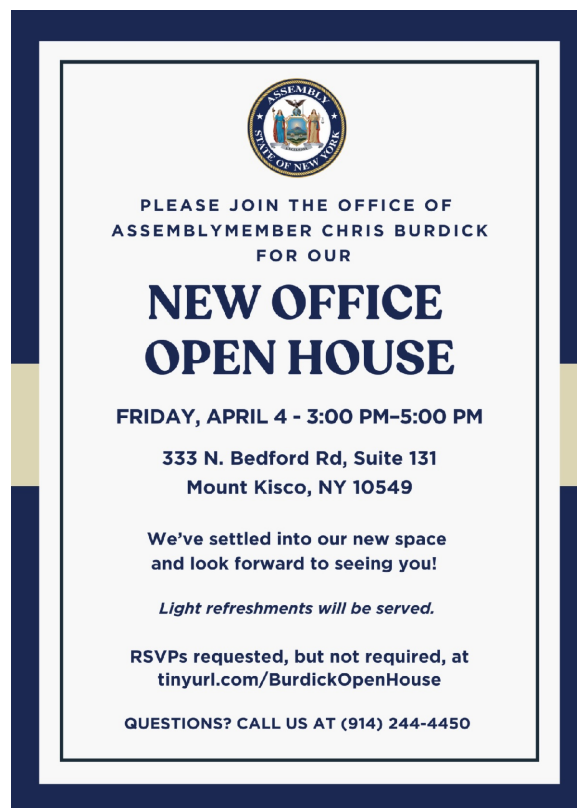 ASSEMBLY
STATE OF NEW YORK
PLEASE JOIN THE OFFICE OF
ASSEMBLYMEMBER CHRIS BURDICK
FOR OUR
NEW OFFICE
OPEN HOUSE
FRIDAY, APRIL 4 - 3:00 PM–5:00 PM
333 N. Bedford Rd, Suite 131
Mount Kisco, NY 10549
We’ve settled into our new space
and look forward to seeing you!
Light refreshments will be served.
RSVPs requested, but not required, at
tinyurl.com/BurdickOpenHouse
QUESTIONS? CALL US AT (914) 244-4450